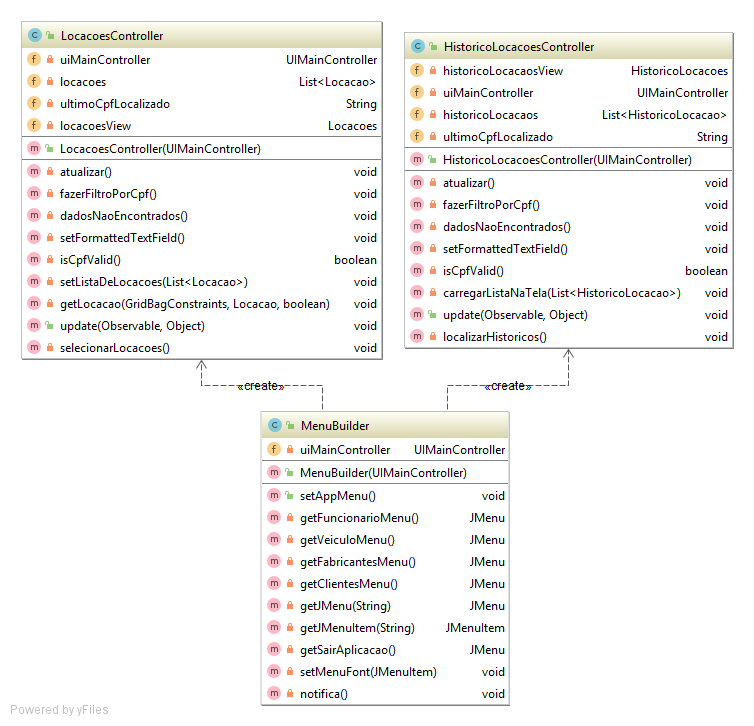 LocacoesController
uiMainController UIMainController
locacoes List<Locacao>
ultimoCpfLocalizado String
locacoesView Locacoes
LocacoesController(UIMainController)
atualizar() void
fazerFiltroPorCpf() void
dadosNaoEncontrados() void
setFormattedTextField() void
isCpfValid() boolean
setListaDeLocacoes(List<Locacao>) void
getLocacao(GridBagConstraints, Locacao, boolean) void
update(Observable, Object) void
selecionarLocacoes() void
HistoricoLocacoesController
historicoLocacaosView HistoricoLocacoes
uiMainController UIMainController
historicoLocacaos List<HistoricoLocacao>
ultimoCpfLocalizado String
HistoricoLocacoesController(UIMainController)
atualizar() void
fazerFiltroPorCpf() void
dadosNaoEncontrados() void
setFormattedTextField() void
isCpfValid() boolean
carregarListaNaTela(List<HistoricoLocacao>) void
update(Observable, Object) void
localizarHistoricos() void
«create»
«create»
MenuBuilder
uiMainController UIMainController
MenuBuilder(UIMainController)
setAppMenu() void
getFuncionarioMenu() JMenu
getVeiculoMenu() JMenu
getFabricantesMenu() JMenu
getClientesMenu() JMenu
getJMenu(String) JMenu
getJMenuItem(String) JMenuItem
getSairAplicacao() JMenu
setMenuFont(JMenuItem) void
notifica() void
Powered by yFiles